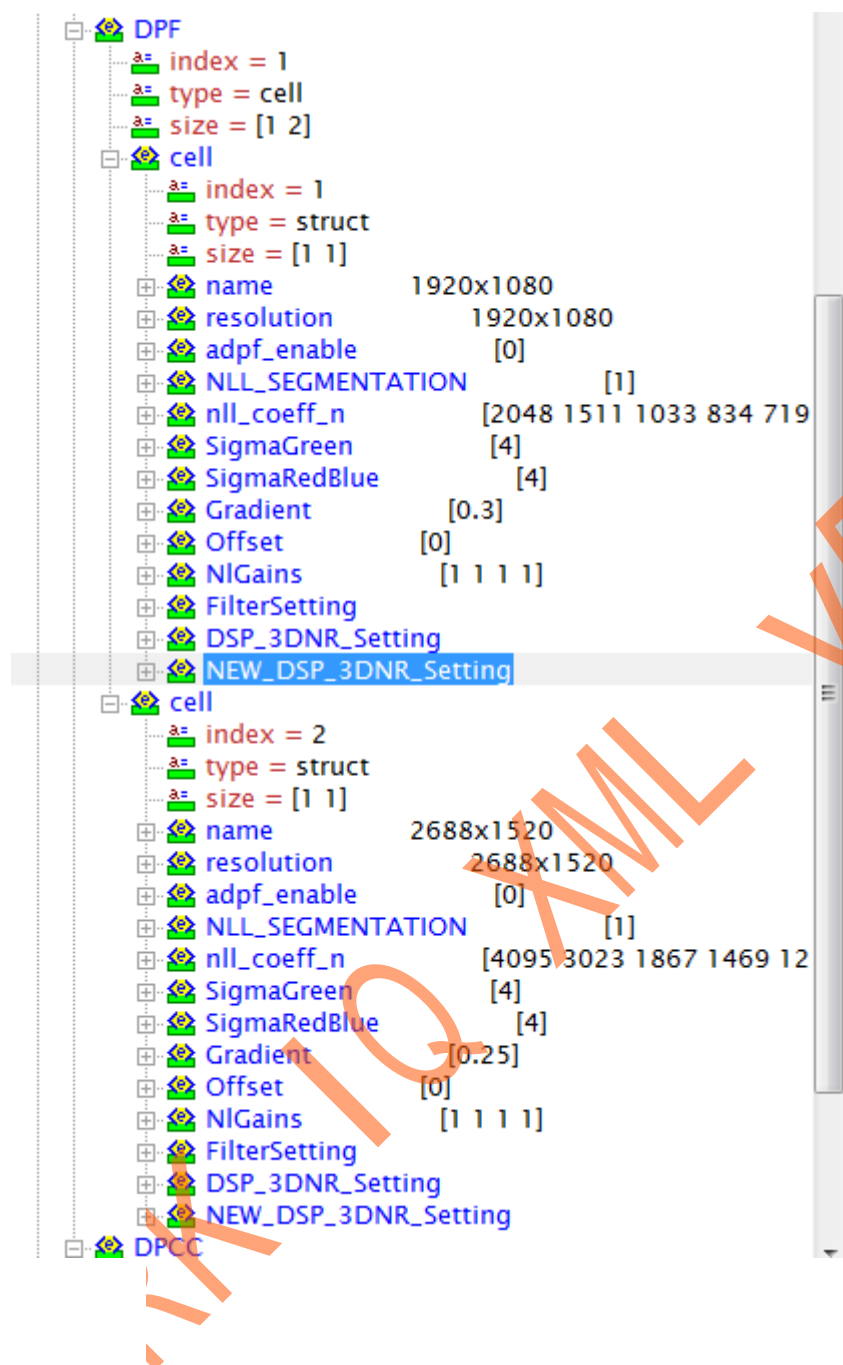 DPF
index = 1
type = cell
size = [1 2]
cell
index = 1
type = struct
size = [1 1]
name 1920x1080
resolution 1920x1080
adpf_enable [0]
NLL_SEGMENTATION [1]
nll_coeff_n [2048 1511 1033 834 719
SigmaGreen [4]
SigmaRedBlue [4]
Gradient [0.3]
Offset [0]
NlGains [1 1 1 1]
FilterSetting
DSP_3DNR_Setting
NEW_DSP_3DNR_Setting
cell
index = 2
type = struct
size = [1 1]
name 2688x1520
resolution 2688x1520
adpf_enable [0]
NLL_SEGMENTATION [1]
nll_coeff_n [4095 3023 1867 1469 12
SigmaGreen [4]
SigmaRedBlue [4]
Gradient [0.25]
Offset [0]
NlGains [1 1 1 1]
FilterSetting
DSP_3DNR_Setting
NEW_DSP_3DNR_Setting
DPCC
IQ XML